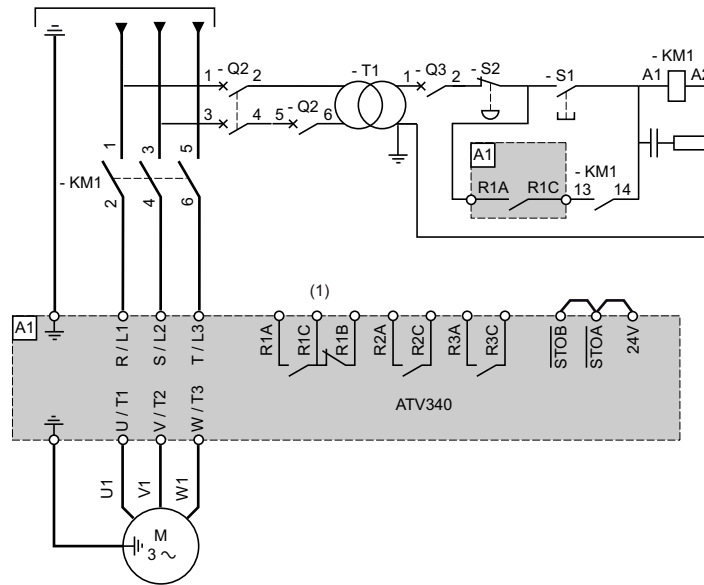 - KM1
1 - Q2 2
- T1
1 - Q3 2
- S2
- S1
A1 A2
3 4 5 - Q2 6
1 3 5
A1
- KM1
- KM1
R1A R1C 13 14
2 4 6
(1)
A1
R / L1
S / L2
T / L3
R1A
R1C
R1B
R2A
R2C
R3A
R3C
STOB
STOA
24V
U / T1
V / T2
W / T3
ATV340
U1
V1
W1
M
3 ~